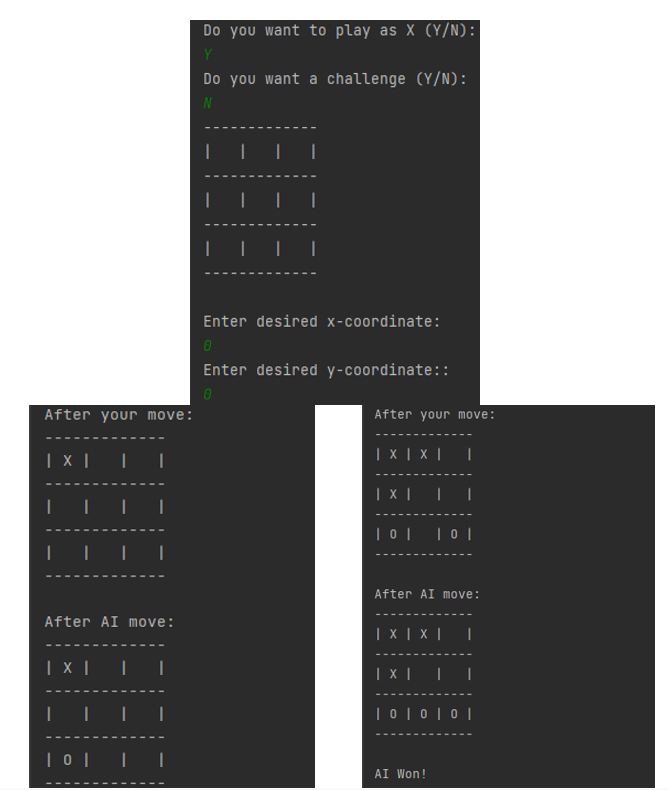 Do you want to play as X (Y/N):
Y
Do you want a challenge (Y/N):
N
-------------
|   |   |   |
-------------
|   |   |   |
-------------
|   |   |   |
-------------
Enter desired x-coordinate:
0
Enter desired y-coordinate::
0
After your move:
-------------
| X |   |   |
-------------
|   |   |   |
-------------
|   |   |   |
-------------
After AI move:
-------------
| X |   |   |
-------------
|   |   |   |
-------------
| O |   |   |
-------------
After your move:
-------------
| X | X |   |
-------------
| X |   |   |
-------------
| O |   | O |
-------------
After AI move:
-------------
| X | X |   |
-------------
| X |   |   |
-------------
| O | O | O |
-------------
AI Won!